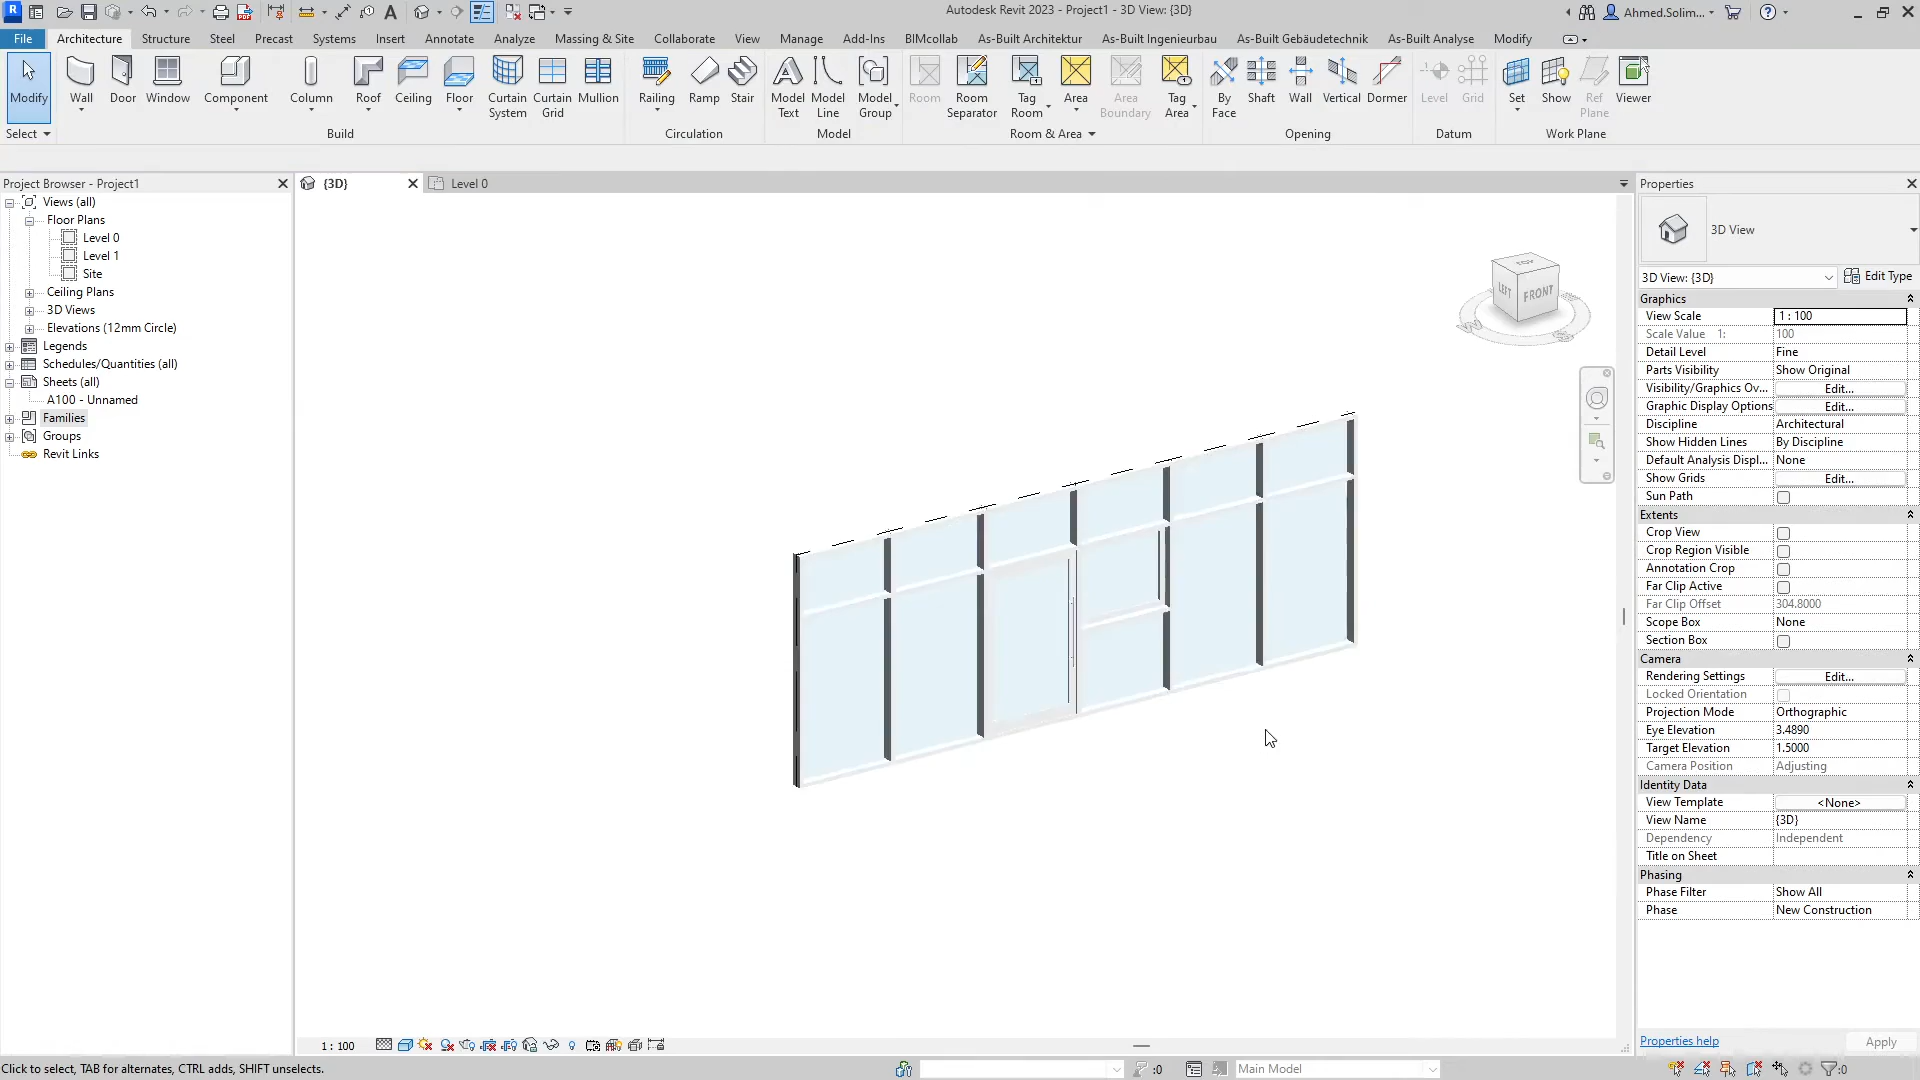 Autodesk Revit 2023 - Project1 - 3D View: {3D}
Ahmed.Solim...
File Architecture Structure Steel Precast Systems Insert Annotate Analyze Massing & Site Collaborate View Manage Add-Ins BIMcollab As-Built Architektur As-Built Ingenieurbau As-Built Gebäudetechnik As-Built Analyse Modify
Modify Wall Door Window Component Column Roof Ceiling Floor Curtain System Curtain Grid Mullion Railing Ramp Stair Model Text Model Line Model Group Room Room Separator Tag Room Area Area Boundary Tag Area By Face Shaft Wall Vertical Dormer Level Grid Set Show Ref Plane Viewer
Select Build Circulation Model Room & Area Opening Datum Work Plane
Project Browser - Project1
Views (all)
Floor Plans
Level 0
Level 1
Site
Ceiling Plans
3D Views
Elevations (12mm Circle)
Legends
Schedules/Quantities (all)
Sheets (all)
A100 - Unnamed
Families
Groups
Revit Links
{3D} Level 0
TOP
LEFT FRONT
W S
Properties
3D View
3D View: {3D} Edit Type
Graphics
View Scale 1 : 100
Scale Value 1: 100
Detail Level Fine
Parts Visibility Show Original
Visibility/Graphics Ov... Edit...
Graphic Display Options Edit...
Discipline Architectural
Show Hidden Lines By Discipline
Default Analysis Displ... None
Show Grids Edit...
Sun Path
Extents
Crop View
Crop Region Visible
Annotation Crop
Far Clip Active
Far Clip Offset 304.8000
Scope Box None
Section Box
Camera
Rendering Settings Edit...
Locked Orientation
Projection Mode Orthographic
Eye Elevation 3.4890
Target Elevation 1.5000
Camera Position Adjusting
Identity Data
View Template <None>
View Name {3D}
Dependency Independent
Title on Sheet
Phasing
Phase Filter Show All
Phase New Construction
Properties help Apply
1 : 100
Click to select, TAB for alternates, CTRL adds, SHIFT unselects. :0 Main Model :0